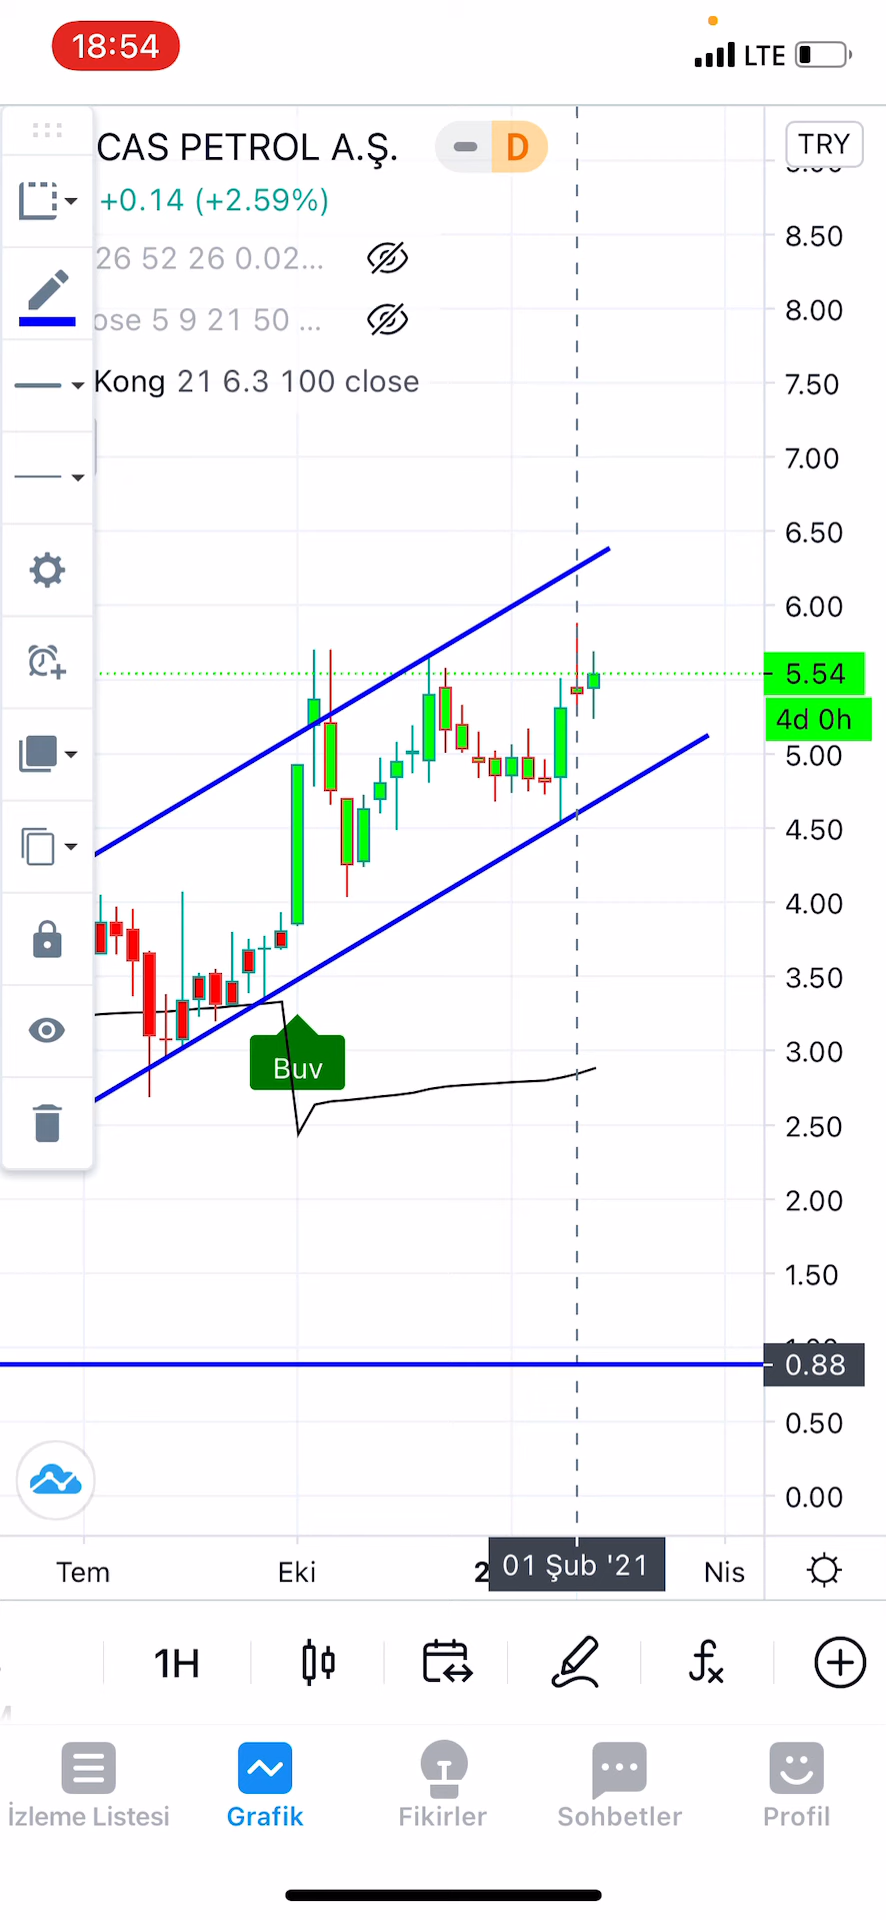 18:54
LTE
CAS PETROL A.Ş.
D
TRY
+0.14 (+2.59%)
26 52 26 0.02...
ose 5 9 21 50 ...
Kong 21 6.3 100 close
8.50
8.00
7.50
7.00
6.50
6.00
5.54
4d 0h
5.00
4.50
4.00
3.50
3.00
2.50
2.00
1.50
0.88
0.50
0.00
Buy
Tem
Eki
2
01 Şub '21
Nis
1H
İzleme Listesi
Grafik
Fikirler
Sohbetler
Profil